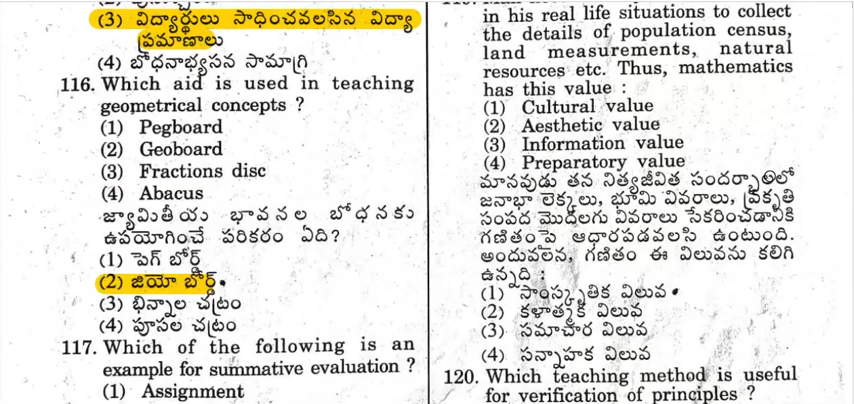 (3) విద్యార్థులు సాధించవలసిన విద్యా
ప్రమాణాలు
(4) బోధనాభ్యసన సామాగ్రి
116. Which aid is used in teaching
geometrical concepts ?
(1) Pegboard
(2) Geoboard
(3) Fractions disc
(4) Abacus
జ్యామితీయ భావనల బోధనకు
ఉపయోగించే పరికరం ఏది?
(1) పెగ్ బోర్డ్
(2) జియో బోర్డ్
(3) భిన్నాల చట్రం
(4) పూసల చట్రం
117. Which of the following is an
example for summative evaluation ?
(1) Assignment
in his real life situations to collect
the details of population census,
land measurements, natural
resources etc. Thus, mathematics
has this value :
(1) Cultural value
(2) Aesthetic value
(3) Information value
(4) Preparatory value
మానవుడు తన నిత్యజీవిత సందర్భాలలో
జనాభా లెక్కలు, భూమి వివరాలు, ప్రకృతి
సంపద మొదలగు వివరాలు సేకరించడానికి
గణితంపై ఆధారపడవలసి ఉంటుంది.
అందువలన, గణితం ఈ విలువను కలిగి
ఉన్నది :
(1) సాంస్కృతిక విలువ
(2) కళాత్మక విలువ
(3) సమాచార విలువ
(4) సన్నాహక విలువ
120. Which teaching method is useful
for verification of principles ?